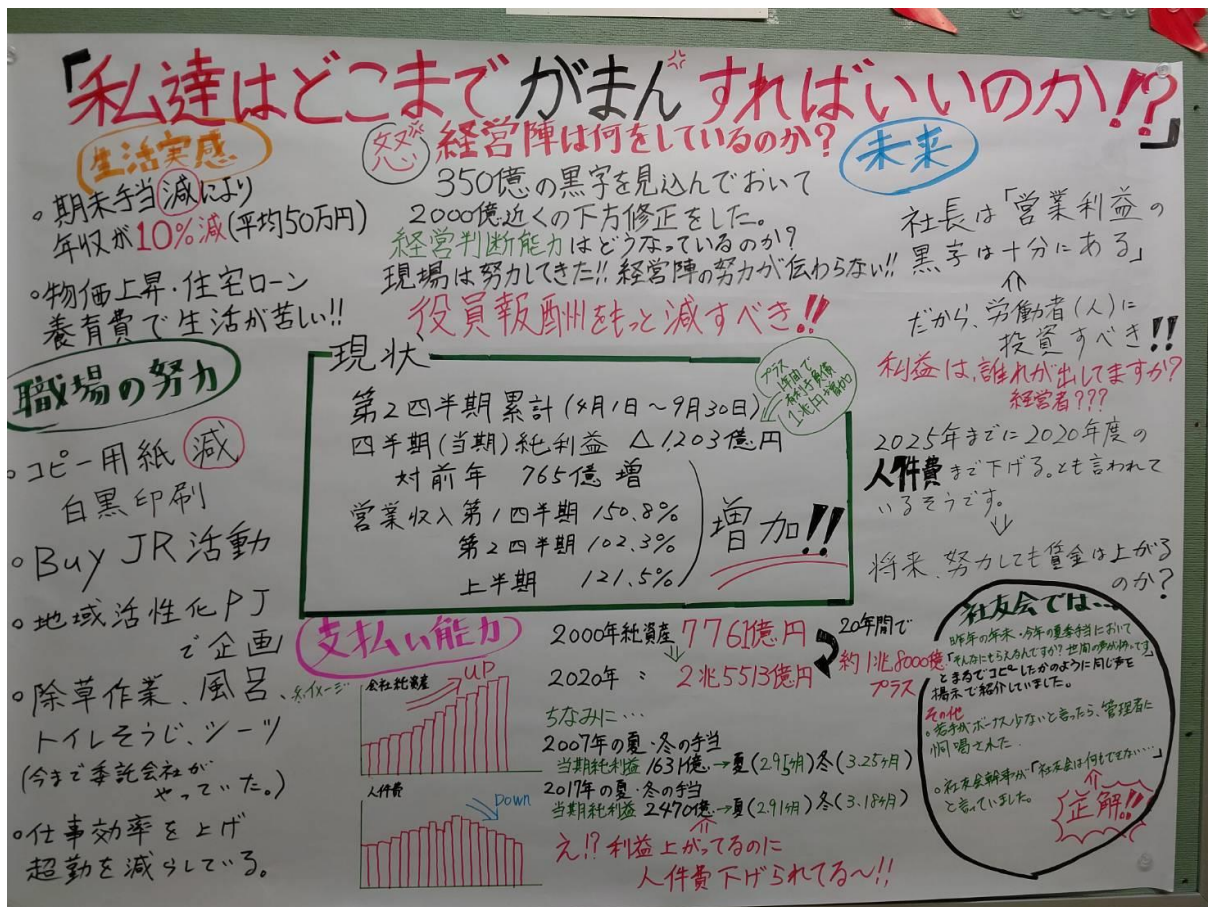 「私達はどこまでがまんすればいいのか!?」
生活実感
。期末手当減により
年収が10%減(平均50万円)
。物価上昇・住宅ローン
養育費で生活が苦しい!!
怒 経営陣は何をしているのか?
350億の黒字を見込んでおいて
2000億近くの下方修正をした。
経営判断能力はどうなっているのか?
現場は努力してきた!!経営陣の努力が伝わらない!!
役員報酬をもっと減すべき!!
未来
社長は「営業利益の
黒字は十分にある」
⇑
だから、労働者(人)に
投資すべき!!
利益は、誰れが出してますか?
経営者???
2025年までに2020年度の
人件費まで下げる。とも言われて
いるそうです。
↓
将来、努力しても賃金は上がる
のか?
職場の努力
。コピー用紙 減
白黒印刷
。Buy JR活動
。地域活性化PJ
で企画
。除草作業、風呂、
トイレそうじ、シーツ
(今まで委託会社が
やっていた。)
。仕事効率を上げ
超勤を減らしている。
現状
プラス
1年間で
有利子負債
1兆円が増加
第2四半期累計(4月1日~9月30日)
四半期(当期)純利益 △1,203億円
対前年 765億増
営業収入第1四半期 150.8%
第2四半期 102.3%
上半期 121.5%
増加!!
支払い能力
※イメージ
会社純資産
UP
人件費
Down
2000年純資産 7761億円
↓
2020年 〃 2兆5513億円
20年間で
約1兆8000億
プラス
ちなみに…
2007年の夏・冬の手当
当期純利益1631億→夏(2.95ヶ月)冬(3.25ヶ月)
2017年の夏・冬の手当
当期純利益2470億→夏(2.91ヶ月)冬(3.18ヶ月)
⇑
え!?利益上がってるのに
人件費下げられてる~!!
社友会では…
昨年の年末・今年の夏季手当において
「そんなにもらえるんですか?世間の声が怖いです」
とまるでコピーしたかのように同じ声を
掲示で紹介していました。
その他
。若手がボーナス少ないと言ったら、管理者に
恫喝された.
。社友会幹事が「社友会は何もできない…」
と言っていました。
⇑
正解!!